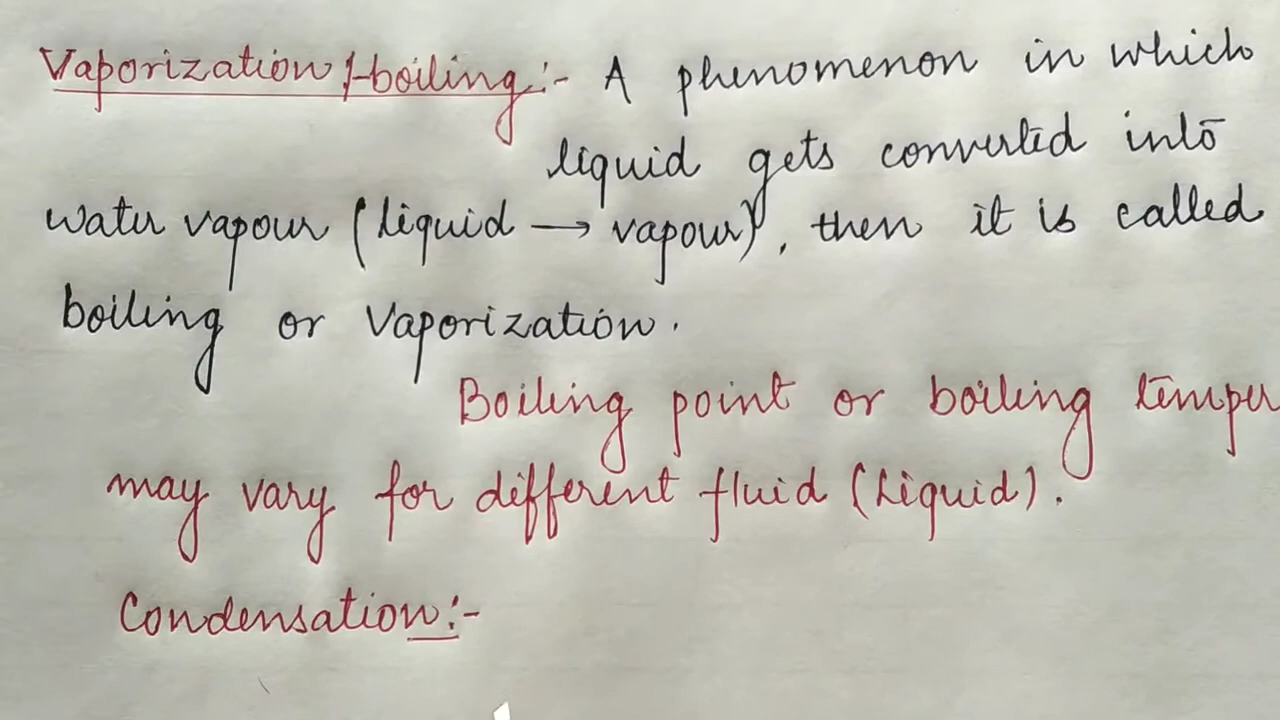 Vaporization/boiling:- A phenomenon in which
liquid gets converted into
water vapour (liquid → vapour), then it is called
boiling or vaporization.
Boiling point or boiling temper
may vary for different fluid (liquid).
Condensation:-